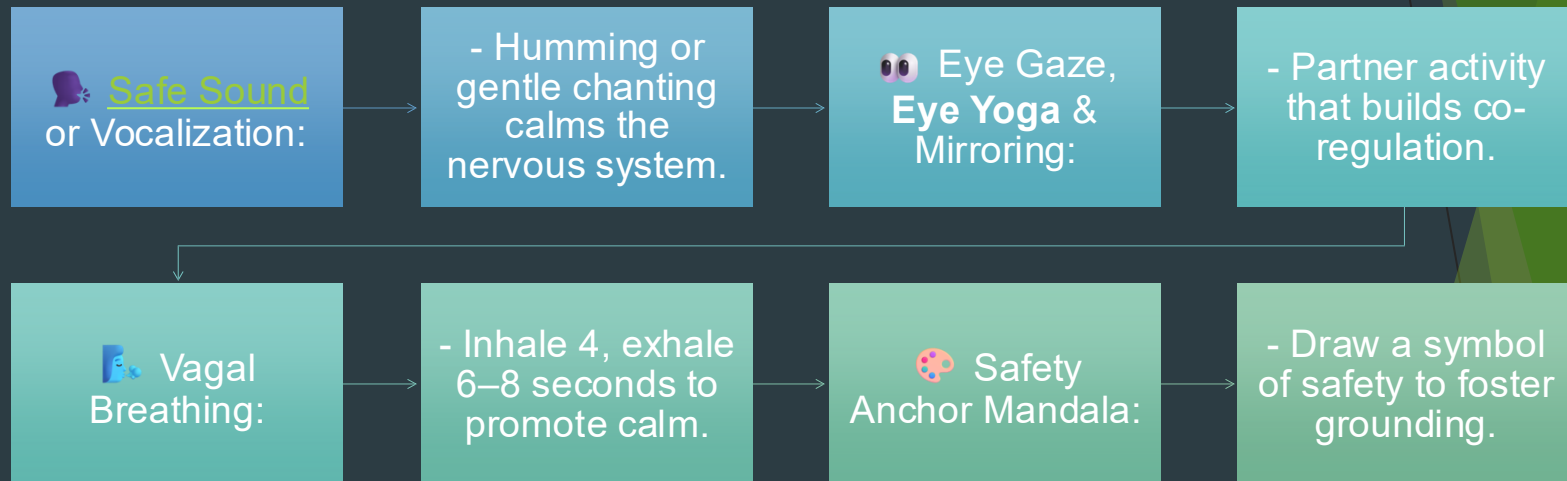 Safe Sound
or Vocalization:
- Humming or
gentle chanting
calms the
nervous system.
Eye Gaze,
Eye Yoga &
Mirroring:
- Partner activity
that builds co-
regulation.
Vagal
Breathing:
- Inhale 4, exhale
6–8 seconds to
promote calm.
Safety
Anchor Mandala:
- Draw a symbol
of safety to foster
grounding.